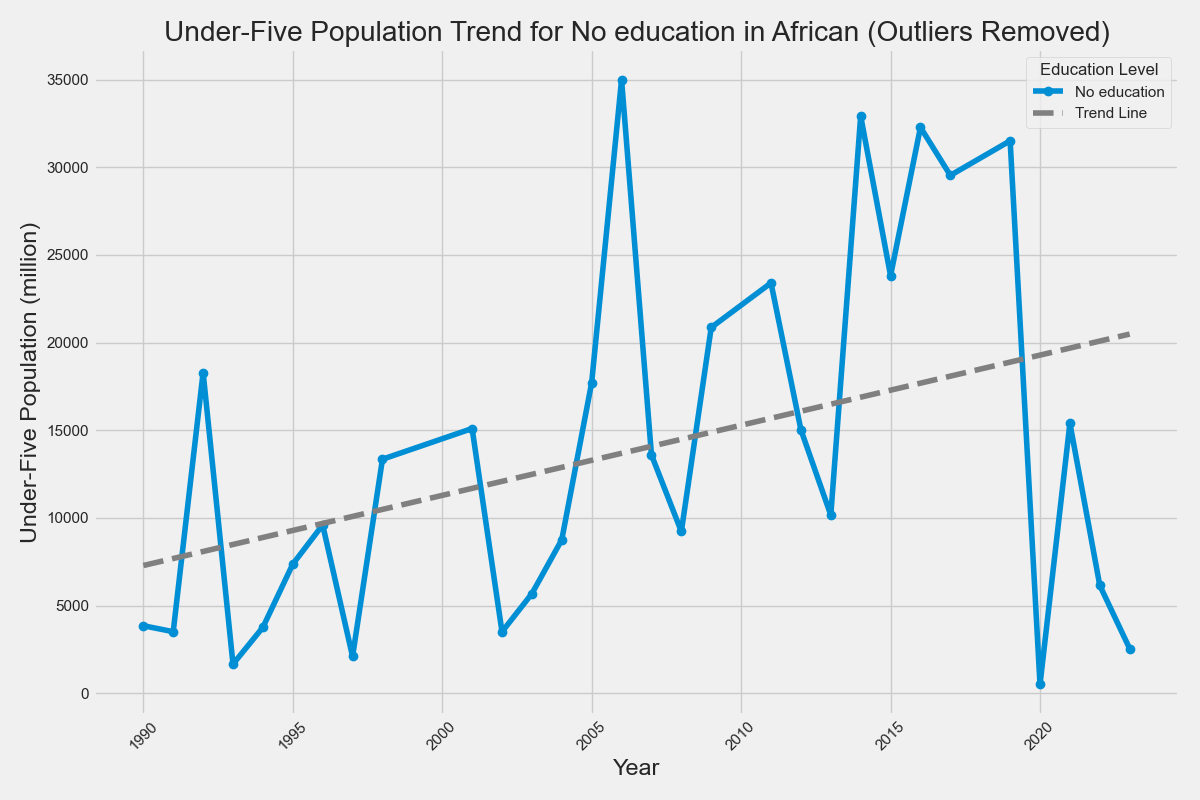 Under-Five Population Trend for No education in African (Outliers Removed)
Education Level
No education
Trend Line
Under-Five Population (million)
35000
30000
25000
20000
15000
10000
5000
0
1990
1995
2000
2005
2010
2015
2020
Year